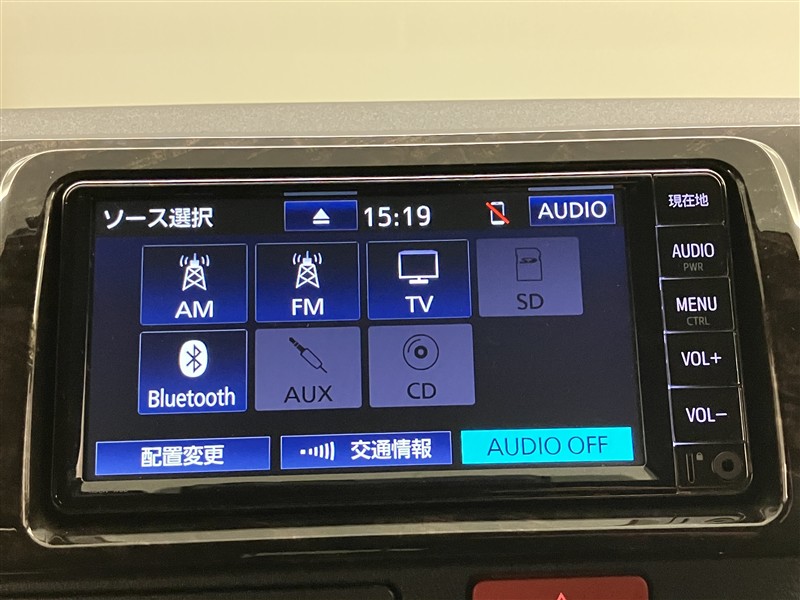 ソース選択 15:19 AUDIO
AM FM TV SD
Bluetooth AUX CD
配置変更 交通情報 AUDIO OFF
現在地
AUDIO
PWR
MENU
CTRL
VOL+
VOL−